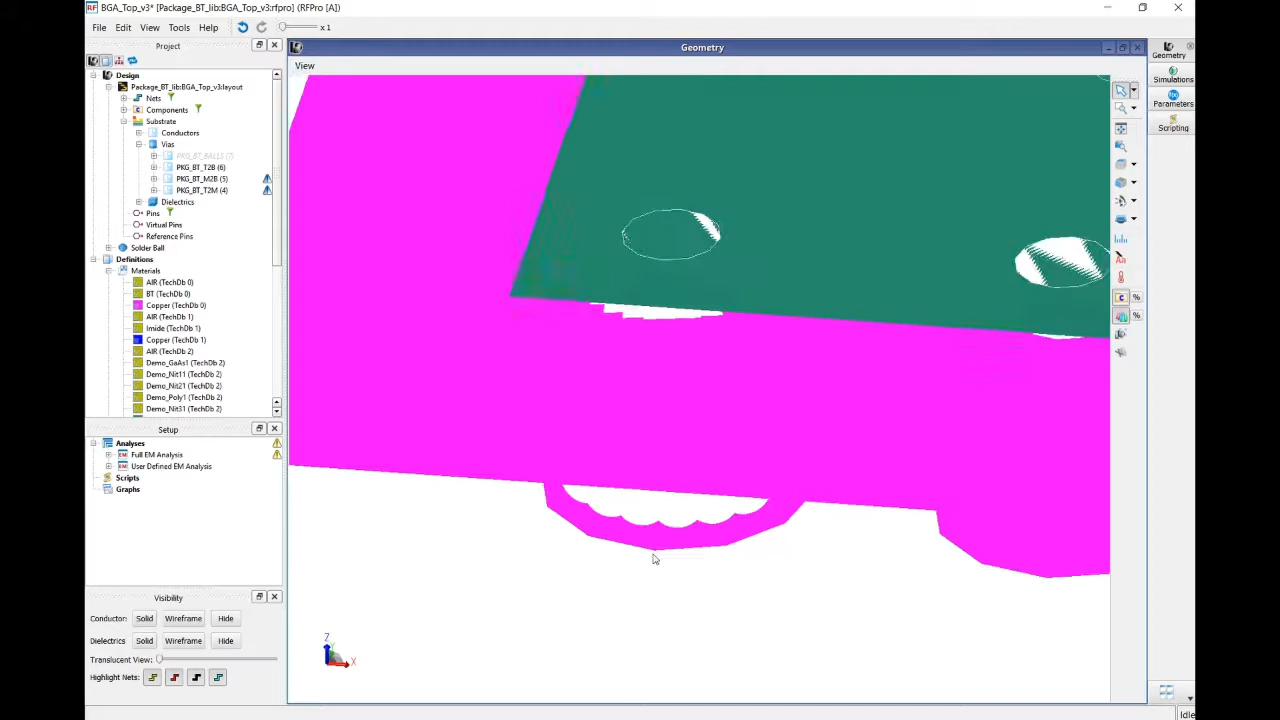 BGA_Top_v3* [Package_BT_lib:BGA_Top_v3:rfpro] (RFPro [A])
File Edit View Tools Help x 1
Project
Geometry
View
Design
Package_BT_lib:BGA_Top_v3:layout
Nets
Components
Substrate
Conductors
Vias
PKG_BT_BALLS (7)
PKG_BT_T2B (6)
PKG_BT_M2B (5)
PKG_BT_T2M (4)
Dielectrics
Pins
Virtual Pins
Reference Pins
Solder Ball
Definitions
Materials
AIR (TechDb 0)
BT (TechDb 0)
Copper (TechDb 0)
AIR (TechDb 1)
Imide (TechDb 1)
Copper (TechDb 1)
AIR (TechDb 2)
Demo_GaAs1 (TechDb 2)
Demo_Nit11 (TechDb 2)
Demo_Nit21 (TechDb 2)
Demo_Poly1 (TechDb 2)
Demo_Nit31 (TechDb 2)
Setup
Analyses
EM Full EM Analysis
EM User Defined EM Analysis
Scripts
Graphs
Visibility
Conductor: Solid Wireframe Hide
Dielectrics Solid Wireframe Hide
Translucent View:
Highlight Nets:
Z
X
Aa
C %
%
Geometry
Simulations
Parameters
Scripting
Idle